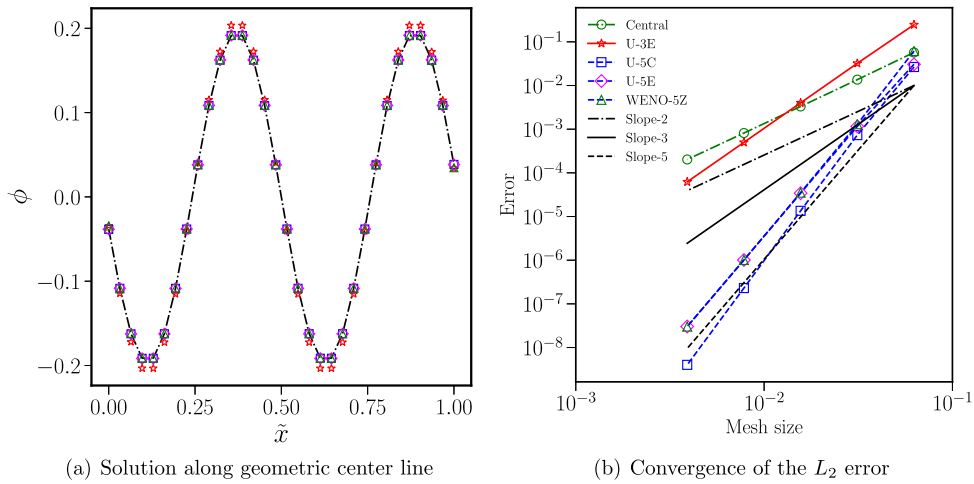 0.2
0.1
0.0
−0.1
−0.2
ϕ
0.00
0.25
0.50
0.75
1.00
x̃
(a) Solution along geometric center line
Central
U-3E
U-5C
U-5E
WENO-5Z
Slope-2
Slope-3
Slope-5
10⁻¹
10⁻²
10⁻³
10⁻⁴
10⁻⁵
10⁻⁶
10⁻⁷
10⁻⁸
Error
10⁻³
10⁻²
10⁻¹
Mesh size
(b) Convergence of the L₂ error